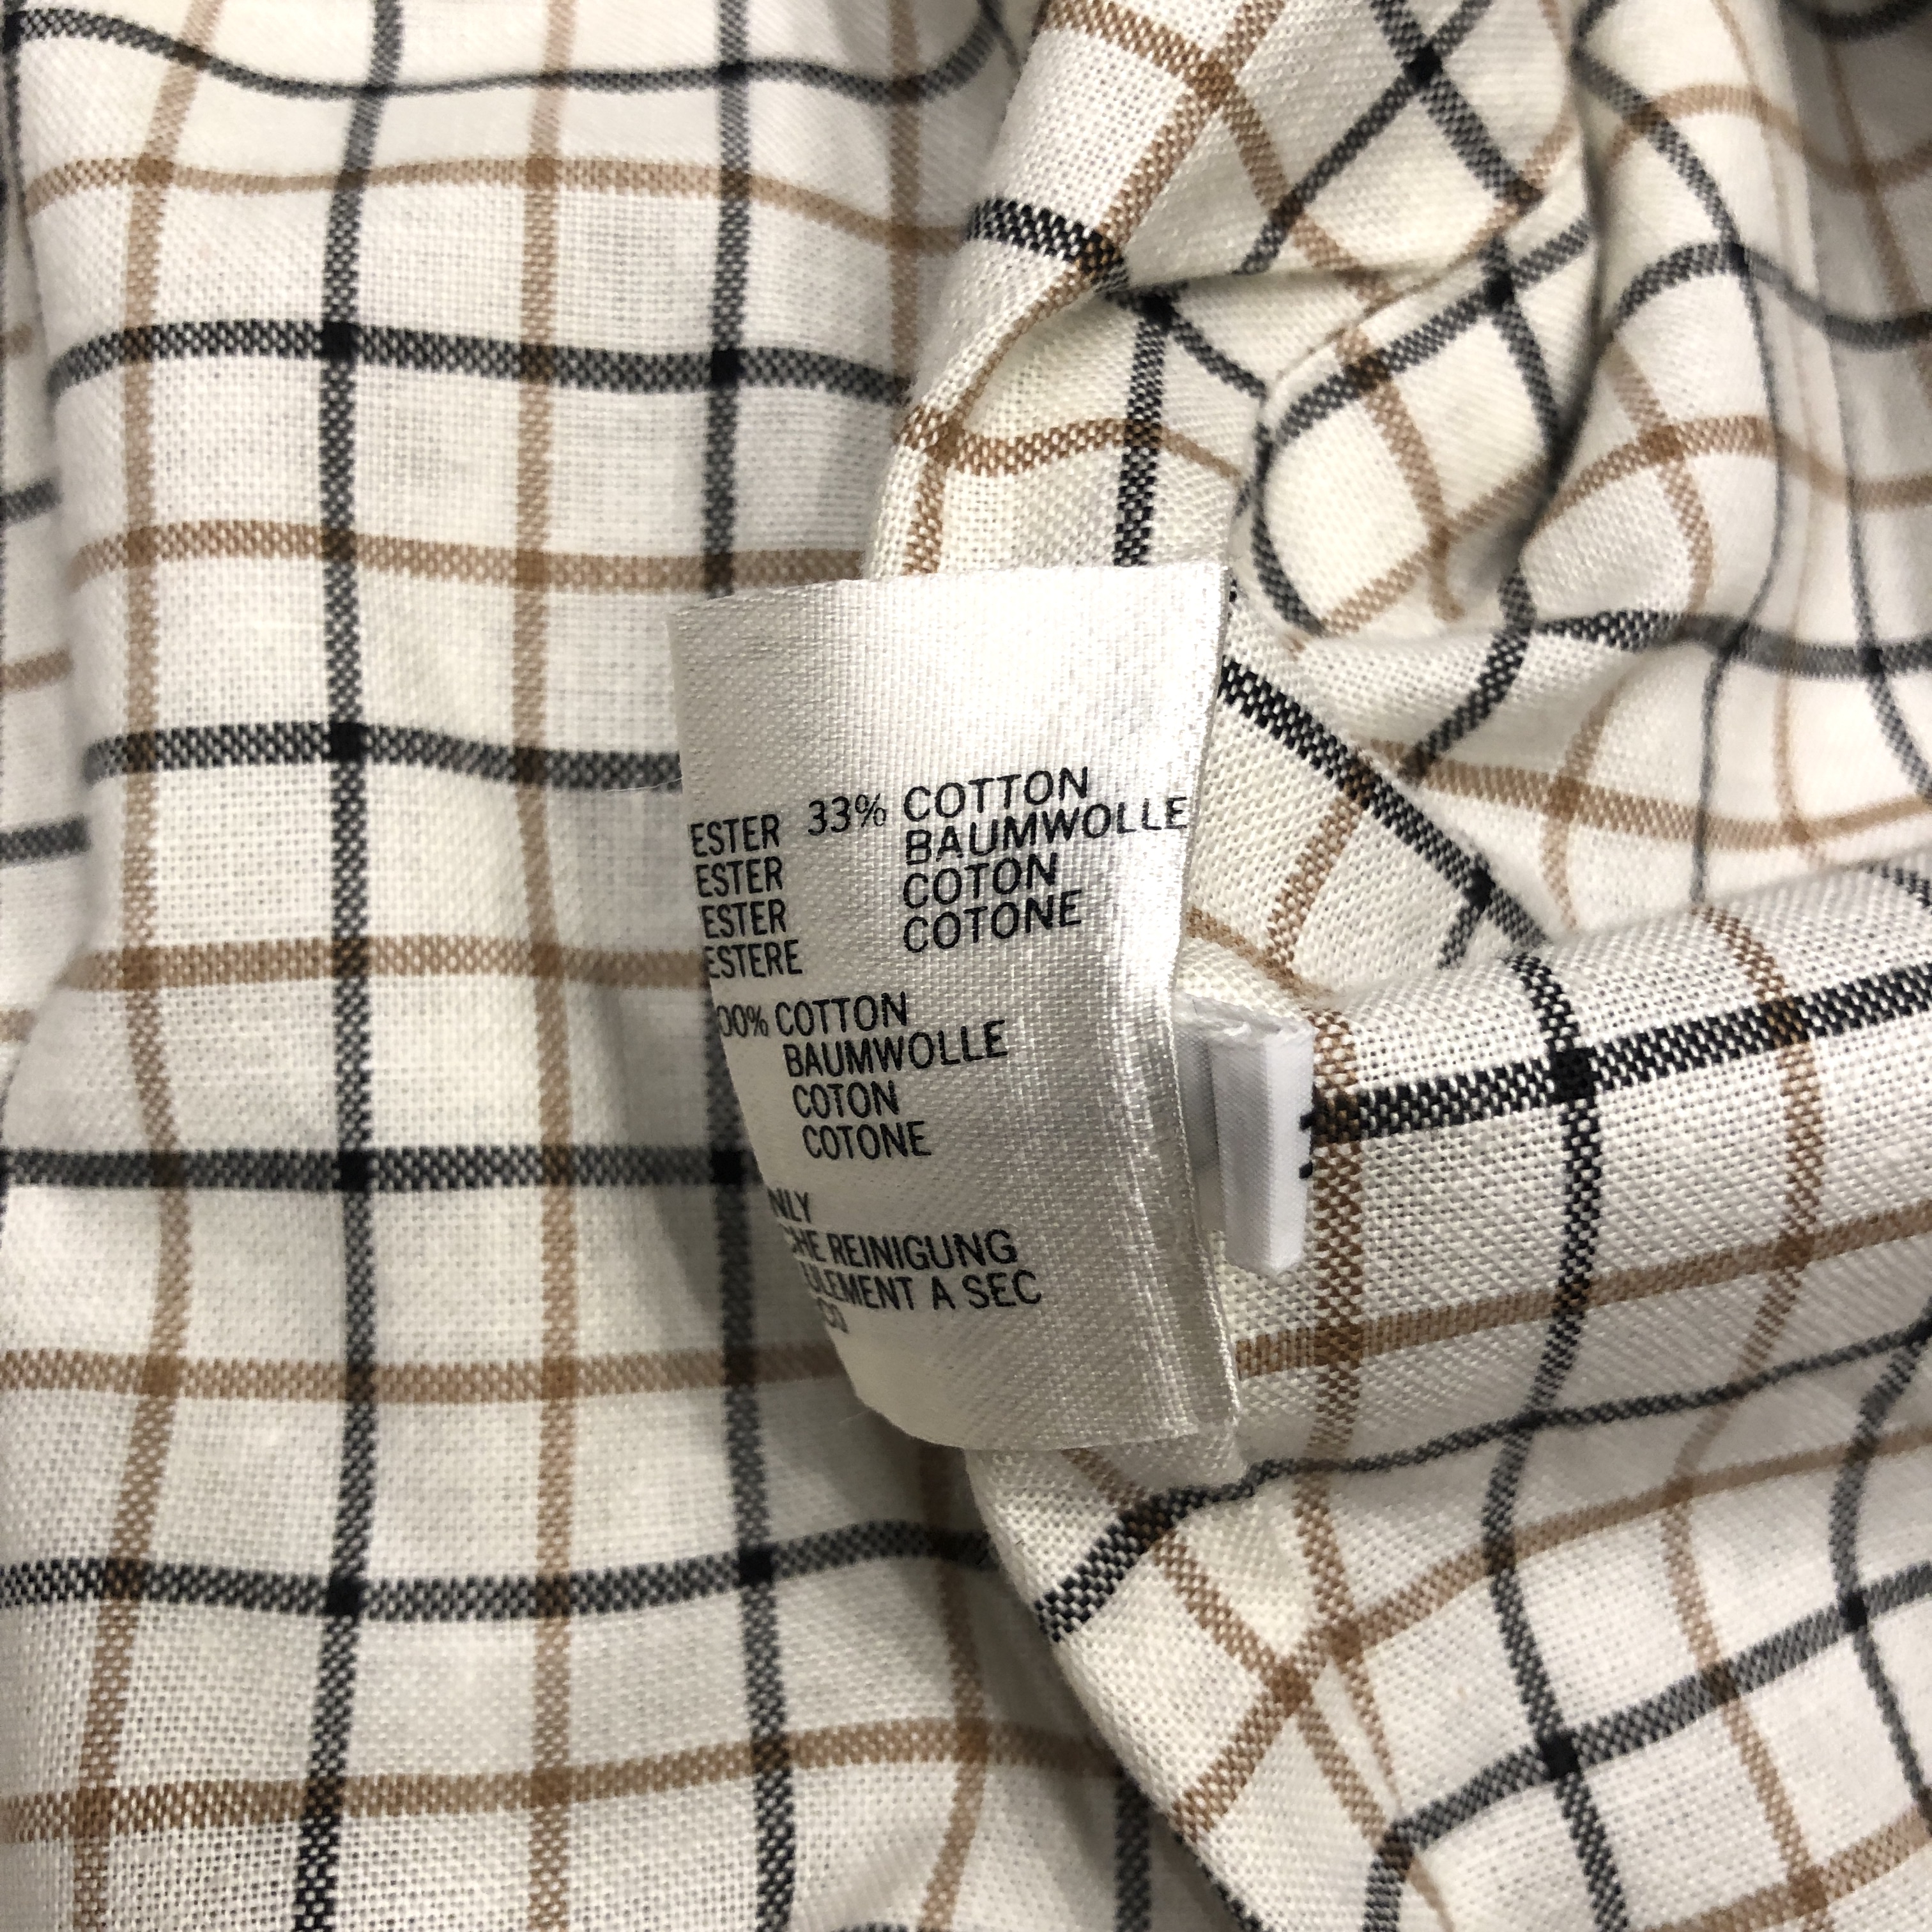 ESTER 33% COTTON
ESTER BAUMWOLLE
ESTER COTON
ESTERE COTONE
00% COTTON
BAUMWOLLE
COTON
COTONE
NLY
CHE REINIGUNG
ULEMENT A SEC
CO